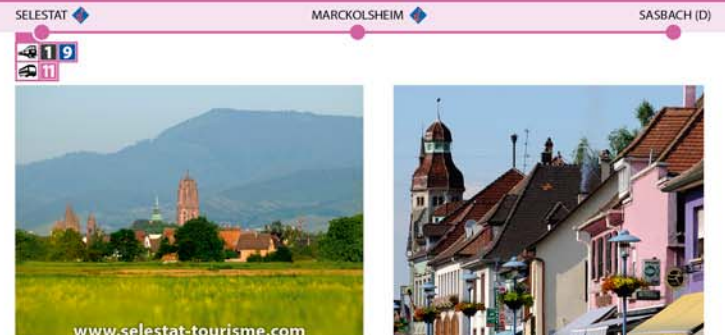 SELESTAT MARCKOLSHEIM SASBACH (D)
1 9
11
www.selestat-tourisme.com